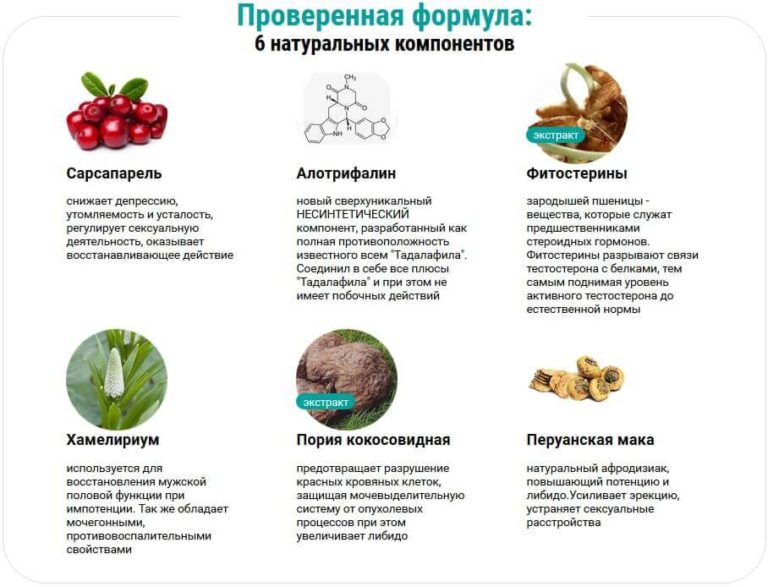 Проверенная формула:
6 натуральных компонентов
Сарсапарель
снижает депрессию,
утомляемость и усталость,
регулирует сексуальную
деятельность, оказывает
восстанавливающее действие
CH₃
N
O
H
N
O
NH
H
O
O
Алотрифалин
новый сверхуникальный
НЕСИНТЕТИЧЕСКИЙ
компонент, разработанный как
полная противоположность
известного всем "Тадалафила".
Соединил в себе все плюсы
"Тадалафила" и при этом не
имеет побочных действий
экстракт
Фитостерины
зародышей пшеницы -
вещества, которые служат
предшественниками
стероидных гормонов.
Фитостерины разрывают связи
тестостерона с белками, тем
самым поднимая уровень
активного тестостерона до
естественной нормы
Хамелириум
используется для
восстановления мужской
половой функции при
импотенции. Так же обладает
мочегонными,
противовоспалительными
свойствами
экстракт
Пория кокосовидная
предотвращает разрушение
красных кровяных клеток,
защищая мочевыделительную
систему от опухолевых
процессов при этом
увеличивает либидо
Перуанская мака
натуральный афродизиак,
повышающий потенцию и
либидо.Усиливает эрекцию,
устраняет сексуальные
расстройства